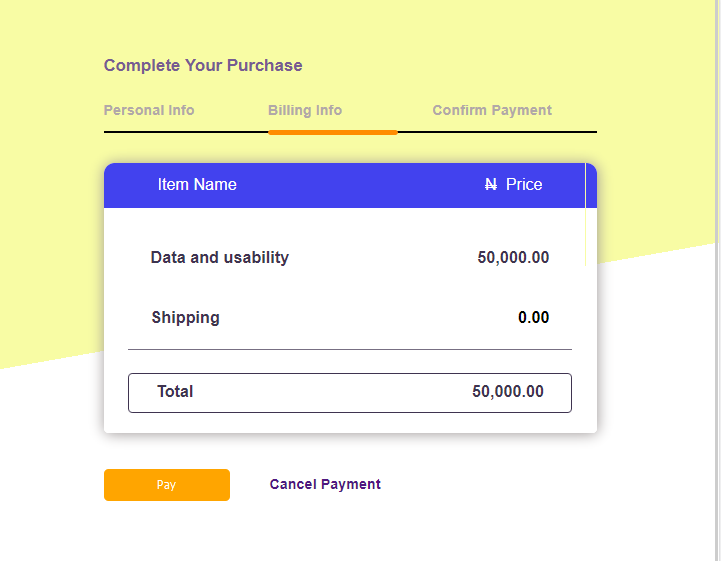 Complete Your Purchase
Personal Info Billing Info Confirm Payment
Item Name ₦ Price
Data and usability 50,000.00
Shipping 0.00
Total 50,000.00
Pay Cancel Payment